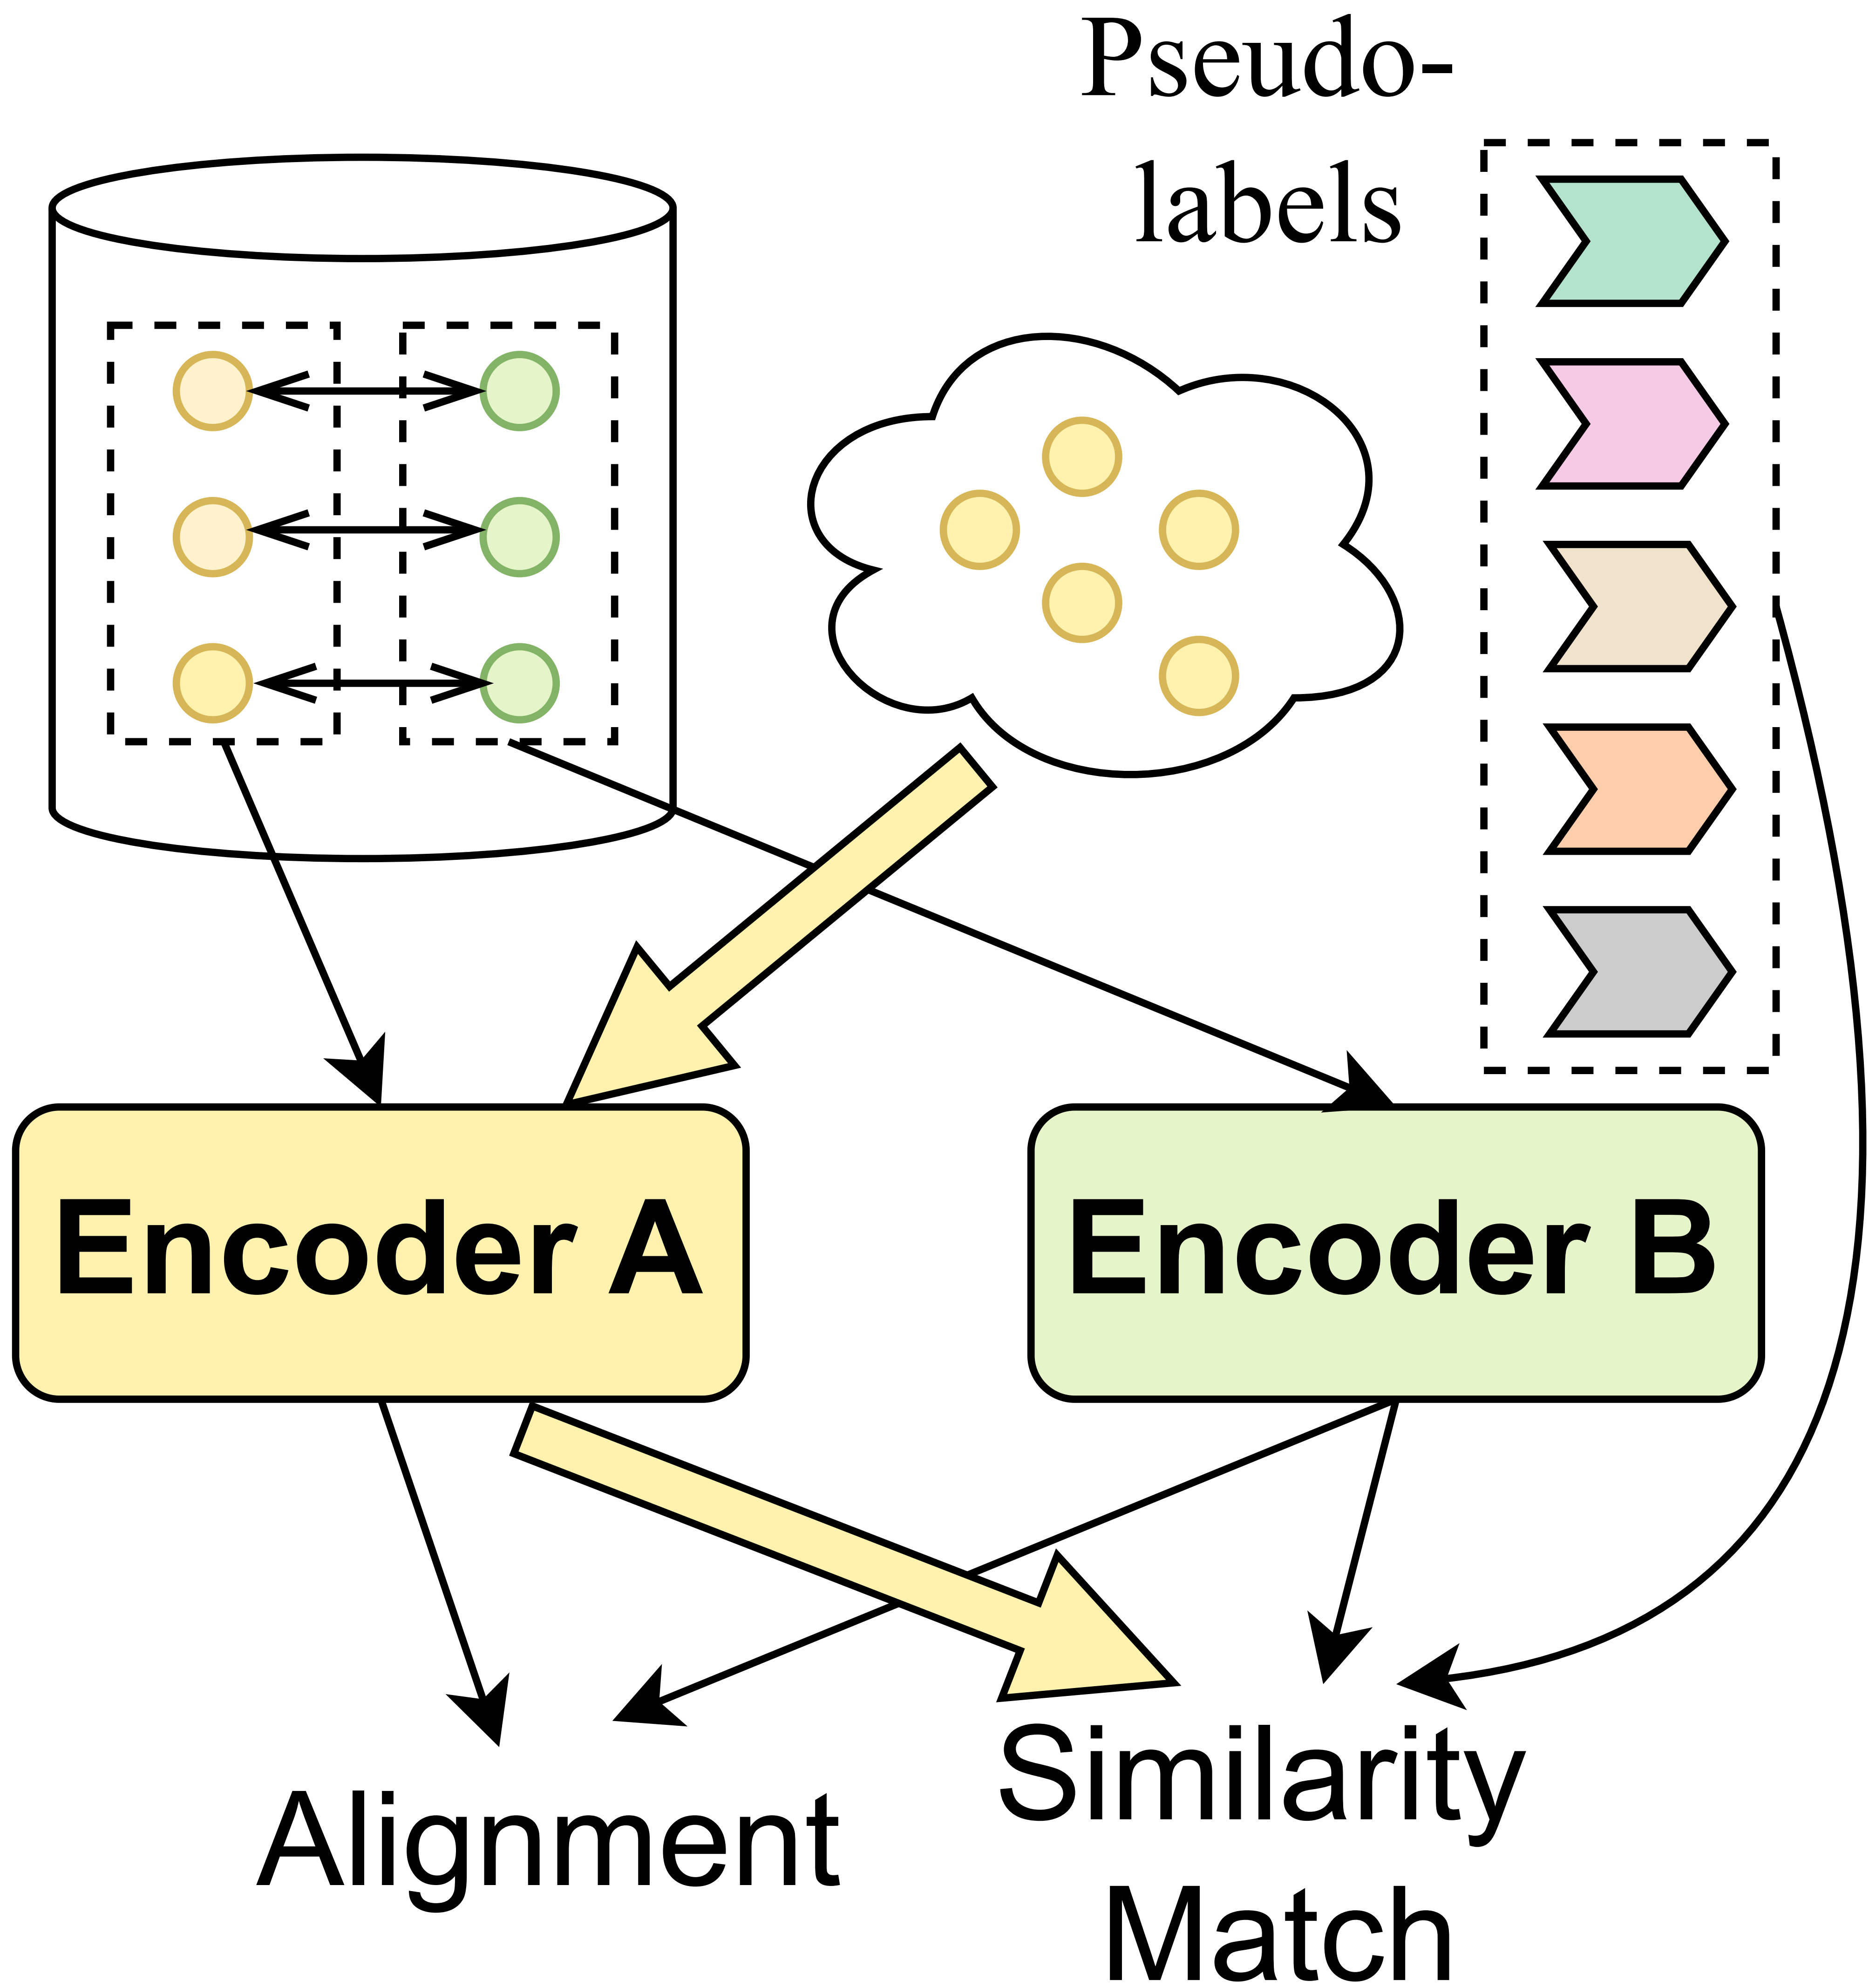 Pseudo-
labels
Encoder A
Encoder B
Alignment
Similarity
Match